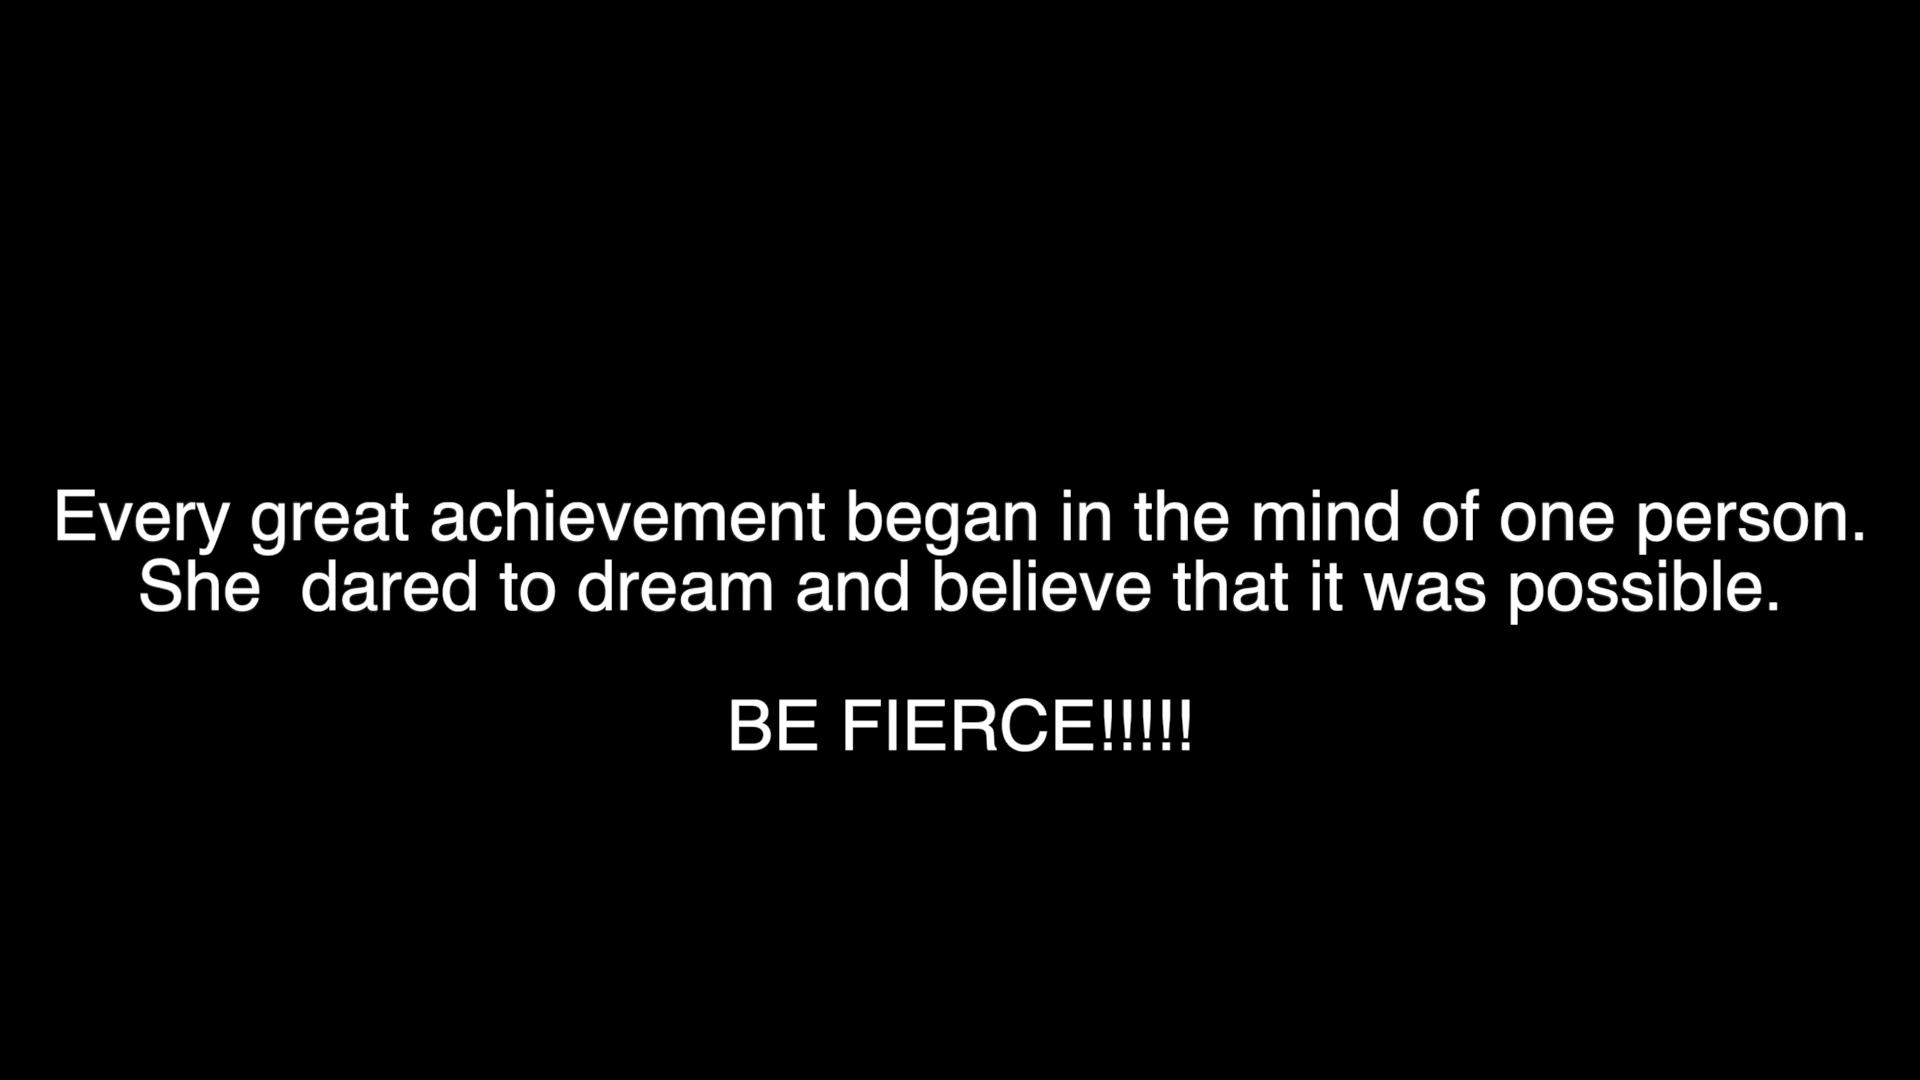 Every great achievement began in the mind of one person.
She  dared to dream and believe that it was possible.
BE FIERCE!!!!!